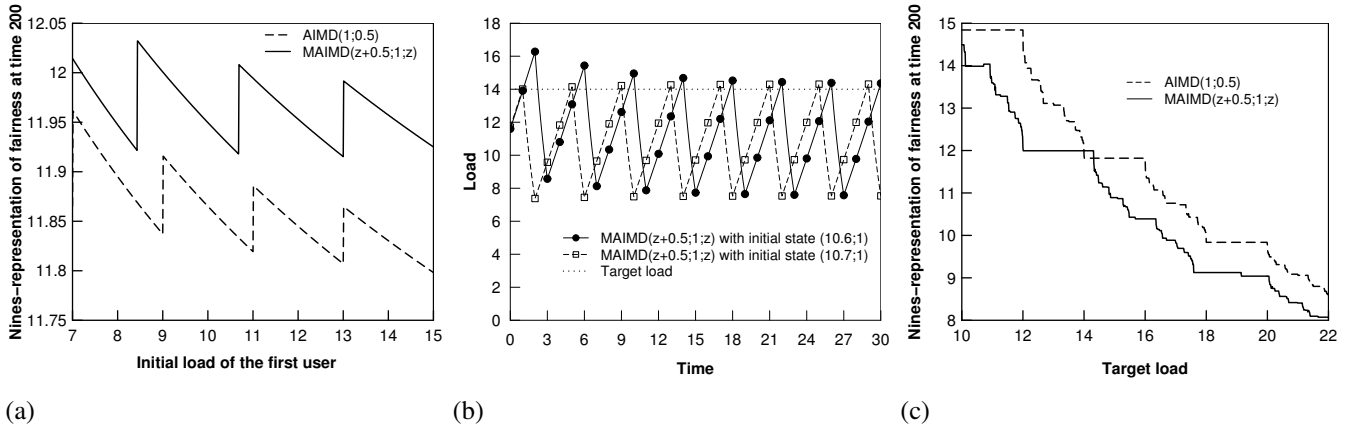 Nines−representation of fairness at time 200
12.05
12
11.95
11.9
11.85
11.8
11.75
7 8 9 10 11 12 13 14 15
Initial load of the first user
AIMD(1;0.5)
MAIMD(z+0.5;1;z)
(a)
Load
18
16
14
12
10
8
6
4
2
0
0 3 6 9 12 15 18 21 24 27 30
Time
MAIMD(z+0.5;1;z) with initial state (10.6;1)
MAIMD(z+0.5;1;z) with initial state (10.7;1)
Target load
(b)
Nines−representation of fairness at time 200
15
14
13
12
11
10
9
8
10 12 14 16 18 20 22
Target load
AIMD(1;0.5)
MAIMD(z+0.5;1;z)
(c)